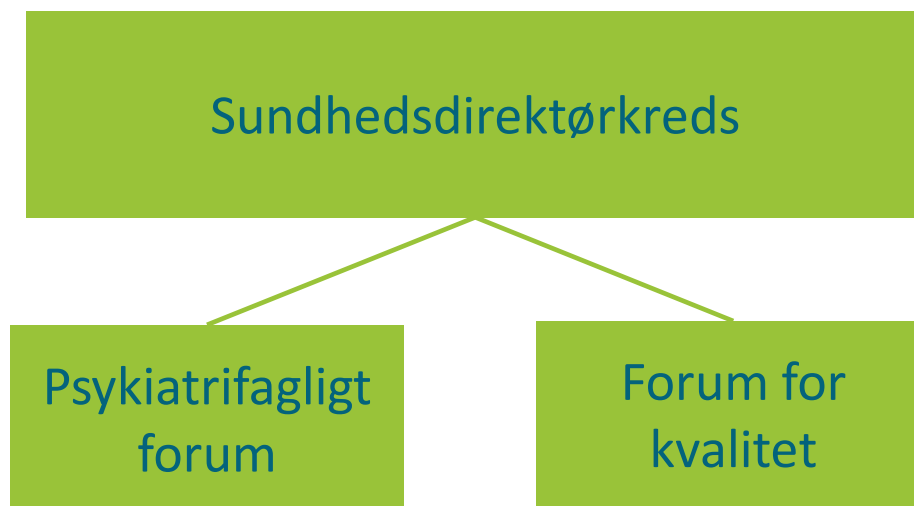 Sundhedsdirektørkreds
Psykiatrifagligt
forum
Forum for
kvalitet